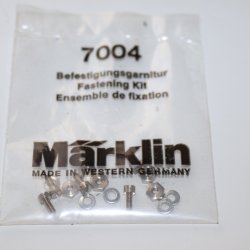 7004
Befestigungsgarnitur
Fastening Kit
Ensemble de fixation
Märklin
MADE IN WESTERN GERMANY